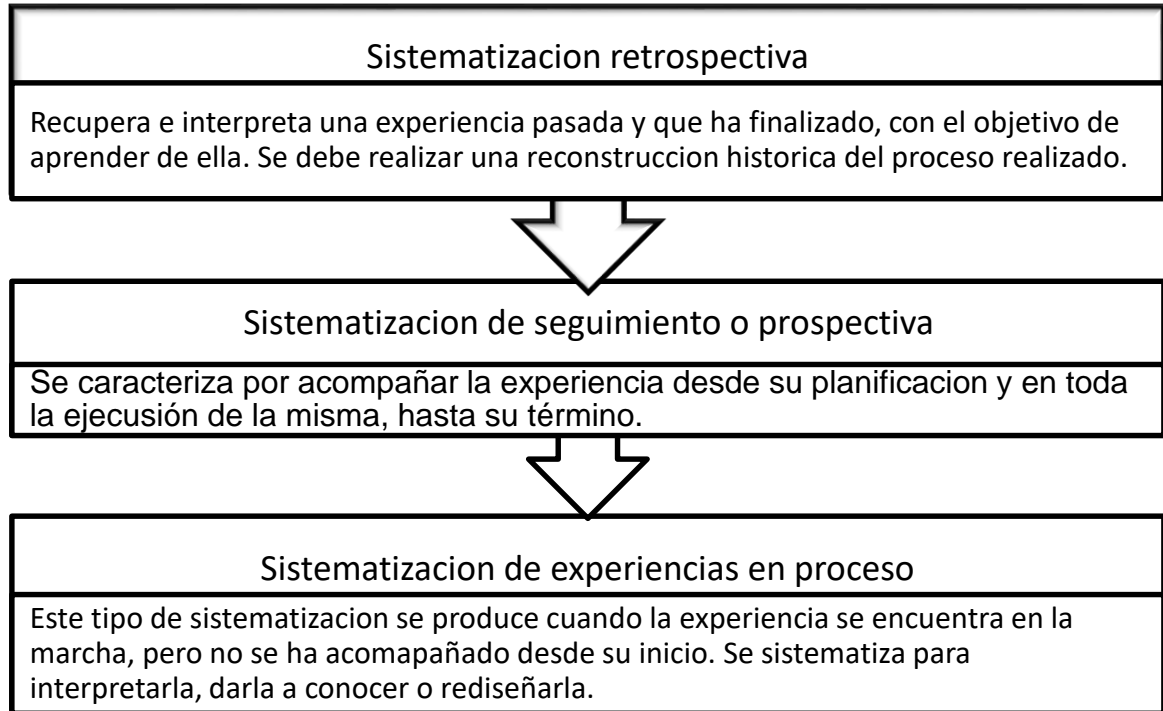 Sistematizacion retrospectiva
Recupera e interpreta una experiencia pasada y que ha finalizado, con el objetivo de
aprender de ella. Se debe realizar una reconstruccion historica del proceso realizado.
Sistematizacion de seguimiento o prospectiva
Se caracteriza por acompañar la experiencia desde su planificacion y en toda
la ejecusión de la misma, hasta su término.
Sistematizacion de experiencias en proceso
Este tipo de sistematizacion se produce cuando la experiencia se encuentra en la
marcha, pero no se ha acomapañado desde su inicio. Se sistematiza para
interpretarla, darla a conocer o rediseñarla.